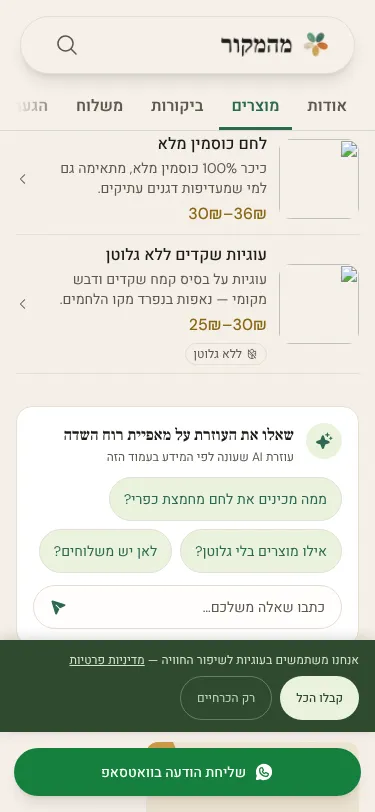 מהמקור
אודות
מוצרים
ביקורות
משלוח
הגע
לחם כוסמין מלא
כיכר 100% כוסמין מלא, מתאימה גם
למי שמעדיפות דגנים עתיקים.
30₪–36₪
עוגיות שקדים ללא גלוטן
עוגיות על בסיס קמח שקדים ודבש
מקומי — נאפות בנפרד מקו הלחמים.
25₪–30₪
ללא גלוטן
שאלו את העוזרת על מאפיית רוח השדה
עוזרת AI שעונה לפי המידע בעמוד הזה
ממה מכינים את לחם מחמצת כפרי?
אילו מוצרים בלי גלוטן?
לאן יש משלוחים?
כתבו שאלה משלכם...
אנחנו משתמשים בעוגיות לשיפור החוויה — מדיניות פרטיות
קבלו הכל
רק הכרחיים
שליחת הודעה בוואטסאפ